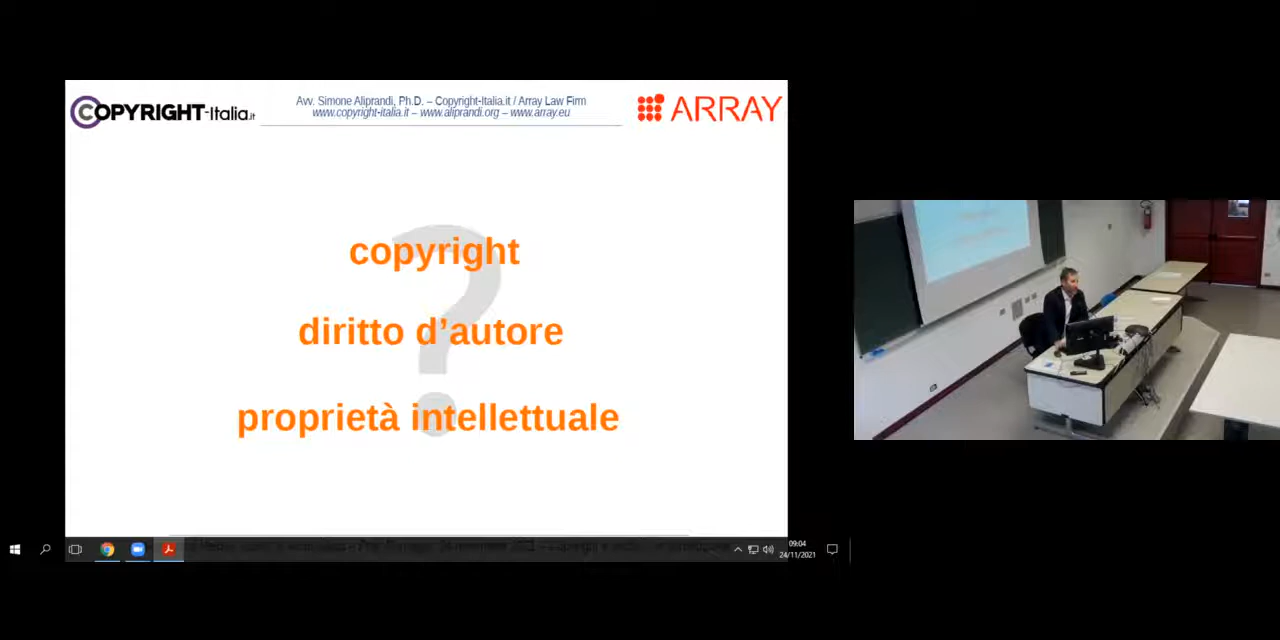 COPYRIGHT-Italia.it
Avv. Simone Aliprandi, Ph.D. – Copyright-Italia.it / Array Law Firm
www.copyright-italia.it – www.aliprandi.org – www.array.eu
ARRAY
?
copyright
diritto d’autore
proprietà intellettuale
09:04
24/11/2021